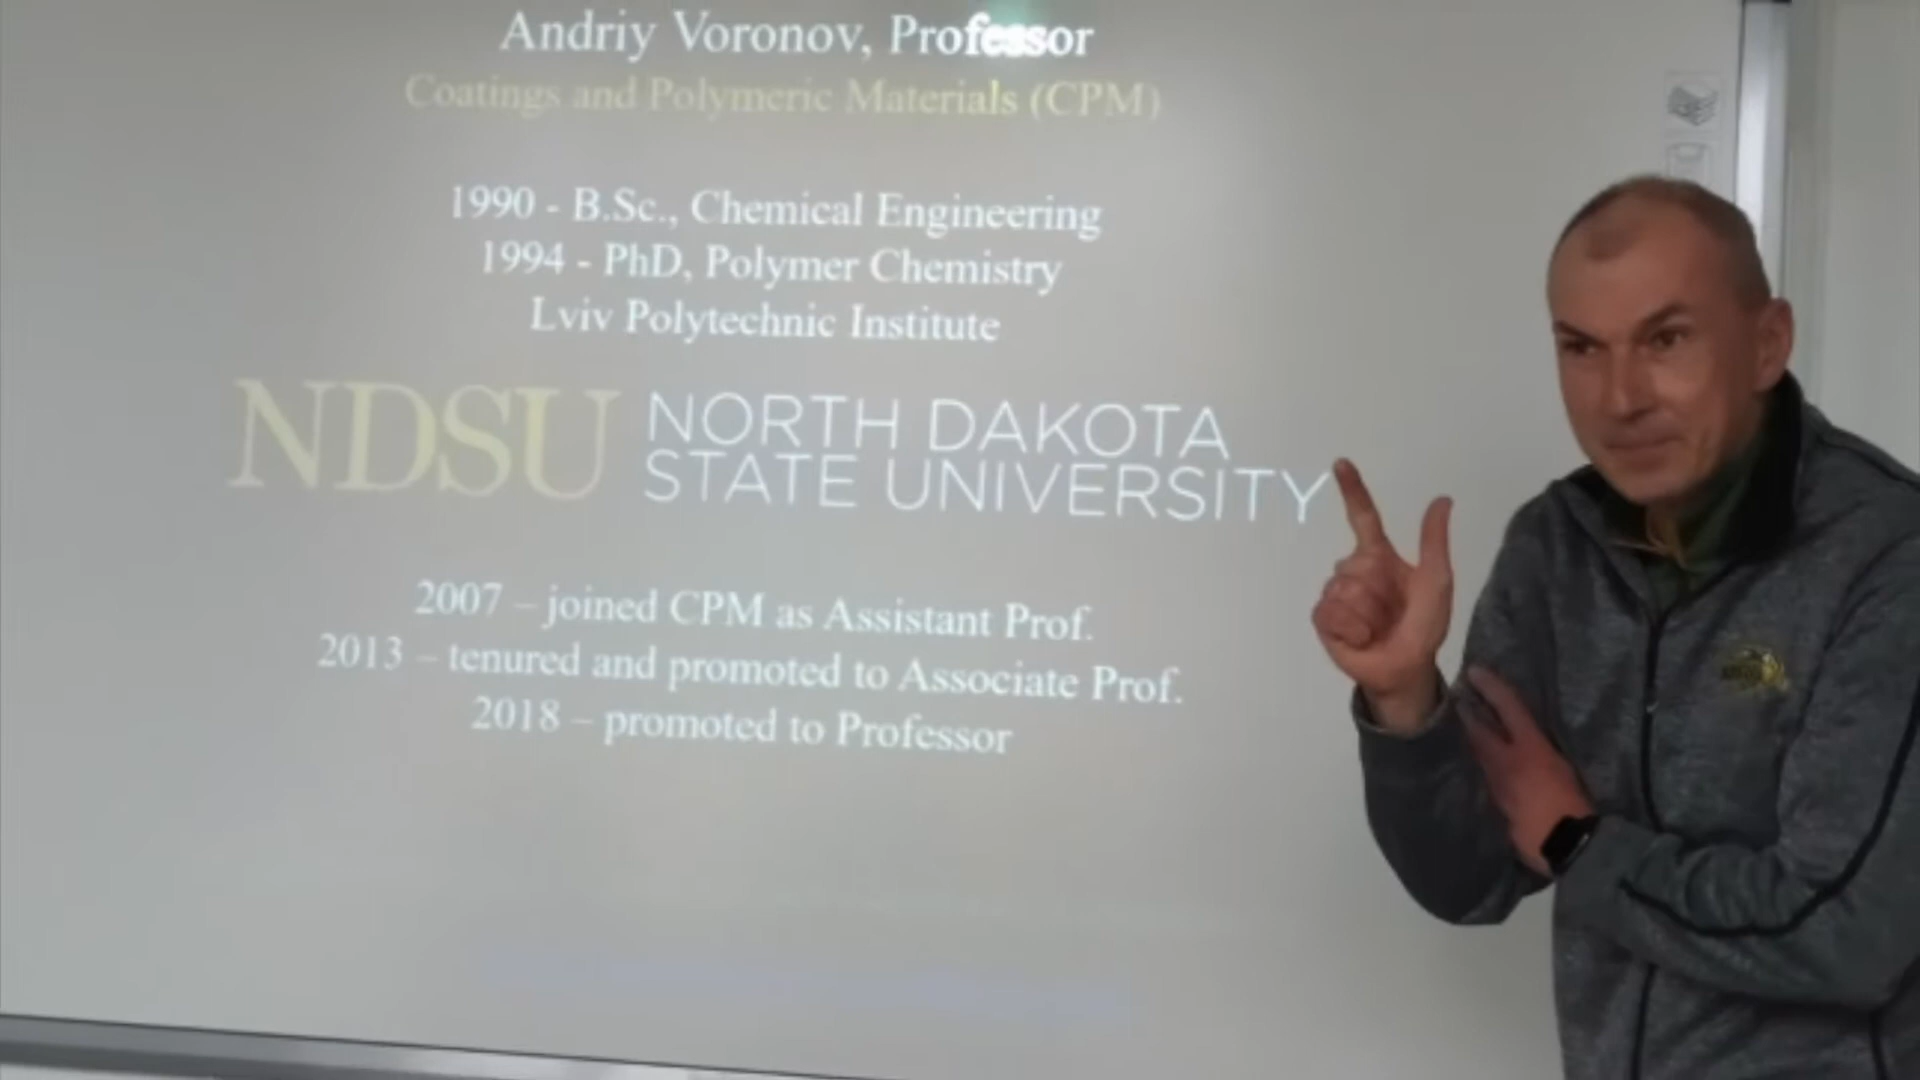 Andriy Voronov, Professor
Coatings and Polymeric Materials (CPM)
1990 - B.Sc., Chemical Engineering
1994 - PhD, Polymer Chemistry
Lviv Polytechnic Institute
NDSU NORTH DAKOTA
STATE UNIVERSITY
2007 – joined CPM as Assistant Prof.
2013 – tenured and promoted to Associate Prof.
2018 – promoted to Professor